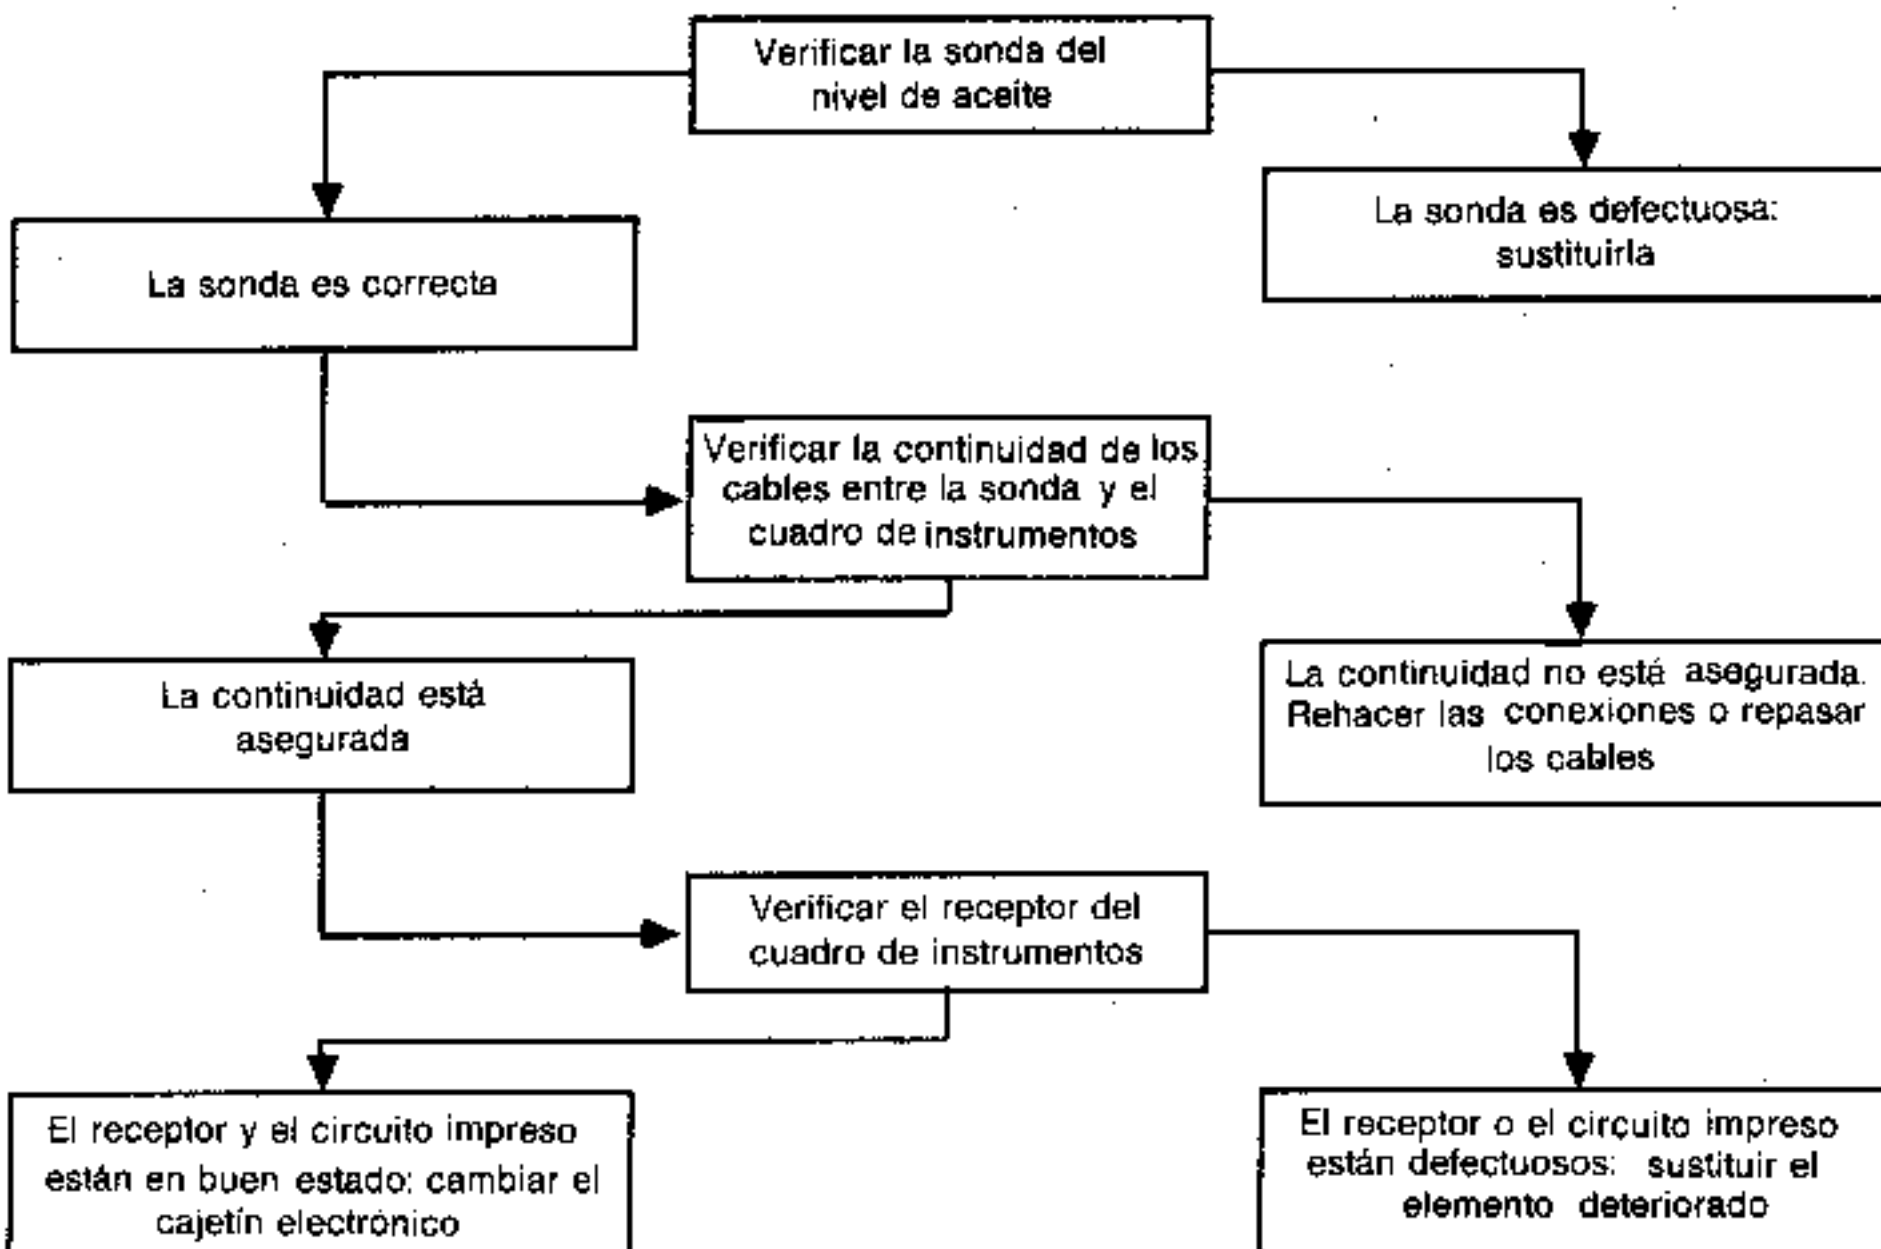 Verificar la sonda del
nivel de aceite
La sonda es defectuosa:
sustituirla
La sonda es correcta
Verificar la continuidad de los
cables entre la sonda y el
cuadro de instrumentos
La continuidad está
asegurada
La continuidad no está asegurada.
Rehacer las conexiones o repasar
los cables
Verificar el receptor del
cuadro de instrumentos
El receptor y el circuito impreso
están en buen estado: cambiar el
cajetín electrónico
El receptor o el circuito impreso
están defectuosos: sustituir el
elemento deteriorado